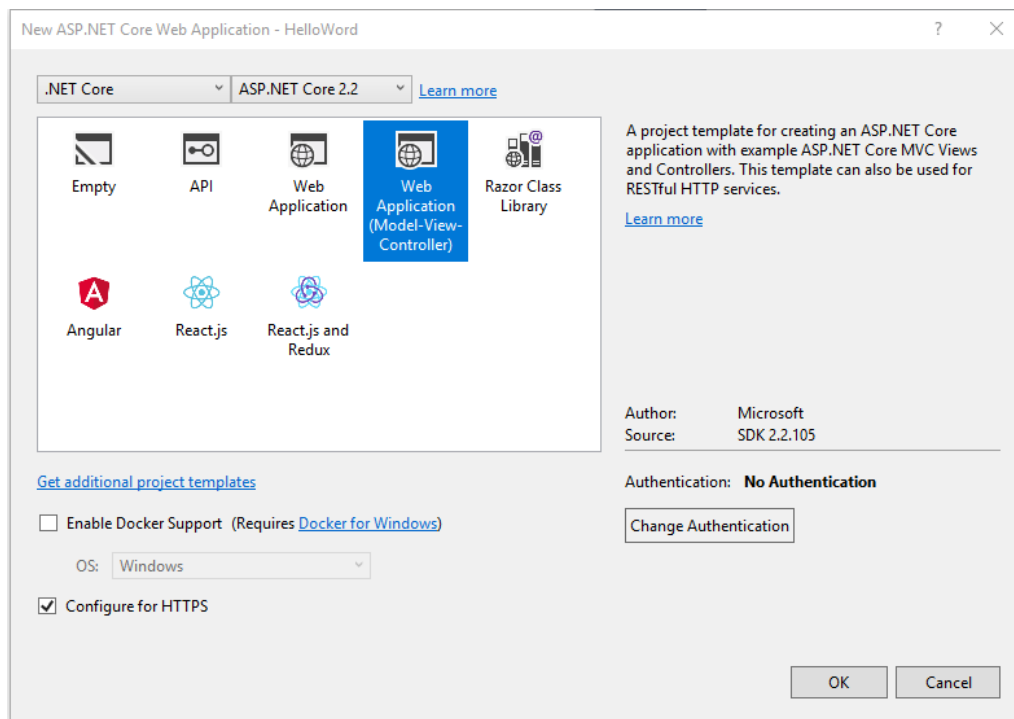 New ASP.NET Core Web Application - HelloWord
?
.NET Core
ASP.NET Core 2.2
Learn more
Empty
API
Web
Application
Web
Application
(Model-View-
Controller)
Razor Class
Library
Angular
React.js
React.js and
Redux
A project template for creating an ASP.NET Core
application with example ASP.NET Core MVC Views
and Controllers. This template can also be used for
RESTful HTTP services.
Learn more
Author: Microsoft
Source: SDK 2.2.105
Get additional project templates
Authentication: No Authentication
Enable Docker Support (Requires Docker for Windows)
Change Authentication
OS: Windows
Configure for HTTPS
OK
Cancel